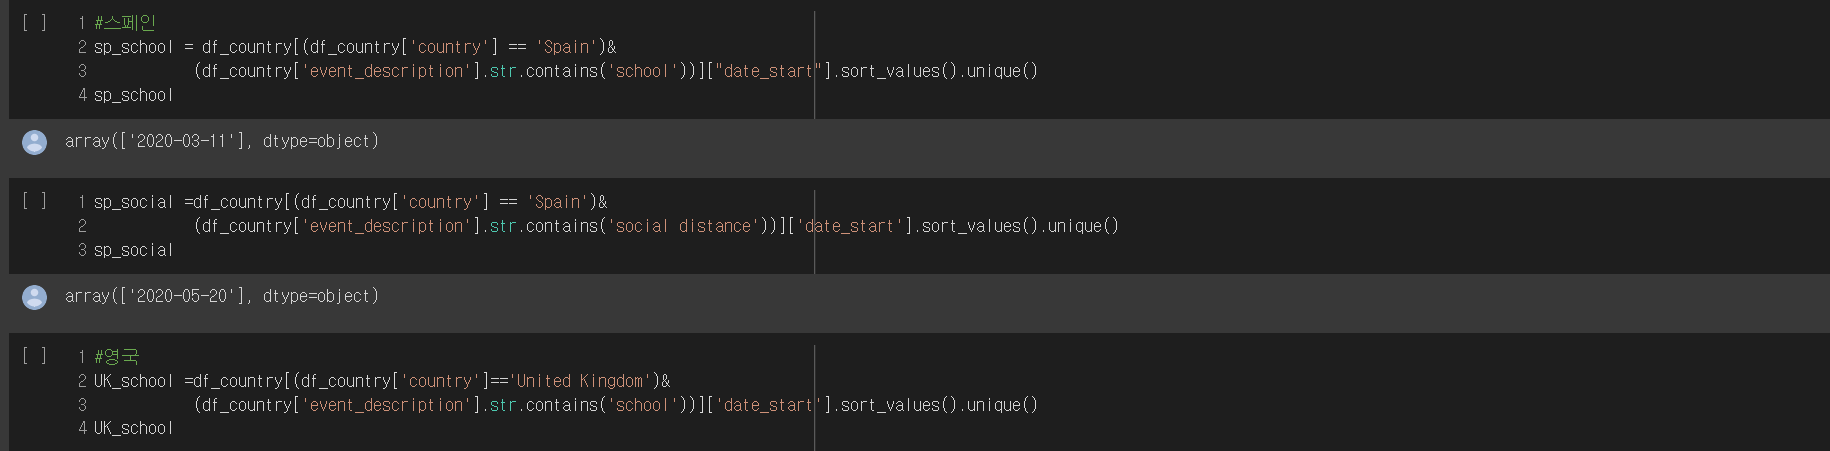 [ ] 1 #스페인
2 sp_school = df_country[(df_country['country'] == 'Spain')&
3 (df_country['event_description'].str.contains('school'))]["date_start"].sort_values().unique()
4 sp_school
array(['2020-03-11'], dtype=object)
[ ] 1 sp_social =df_country[(df_country['country'] == 'Spain')&
2 (df_country['event_description'].str.contains('social distance'))]['date_start'].sort_values().unique()
3 sp_social
array(['2020-05-20'], dtype=object)
[ ] 1 #영국
2 UK_school =df_country[(df_country['country']=='United Kingdom')&
3 (df_country['event_description'].str.contains('school'))]['date_start'].sort_values().unique()
4 UK_school